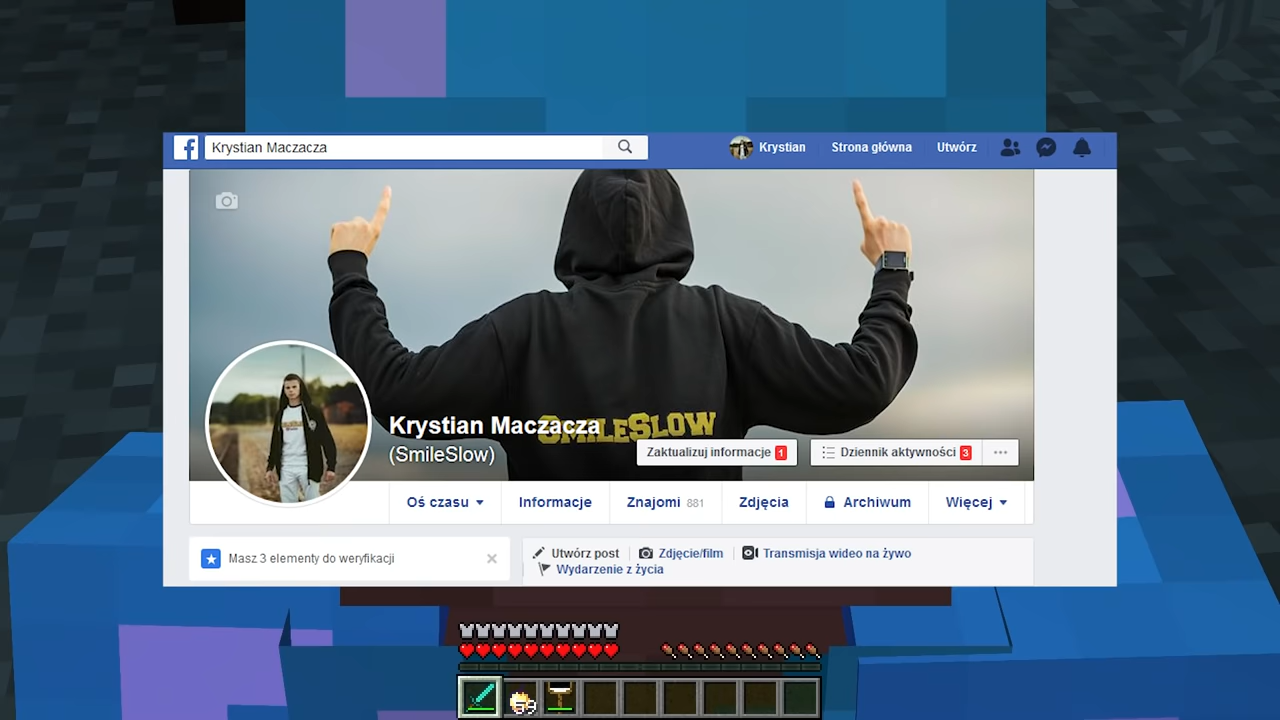 Krystian Maczacza
Krystian Strona główna Utwórz
SMILESLOW
Krystian Maczacza
(SmileSlow)
Zaktualizuj informacje 1
Dziennik aktywności 3
Oś czasu Informacje Znajomi 881 Zdjęcia Archiwum Więcej
Masz 3 elementy do weryfikacji
Utwórz post Zdjęcie/film Transmisja wideo na żywo
Wydarzenie z życia